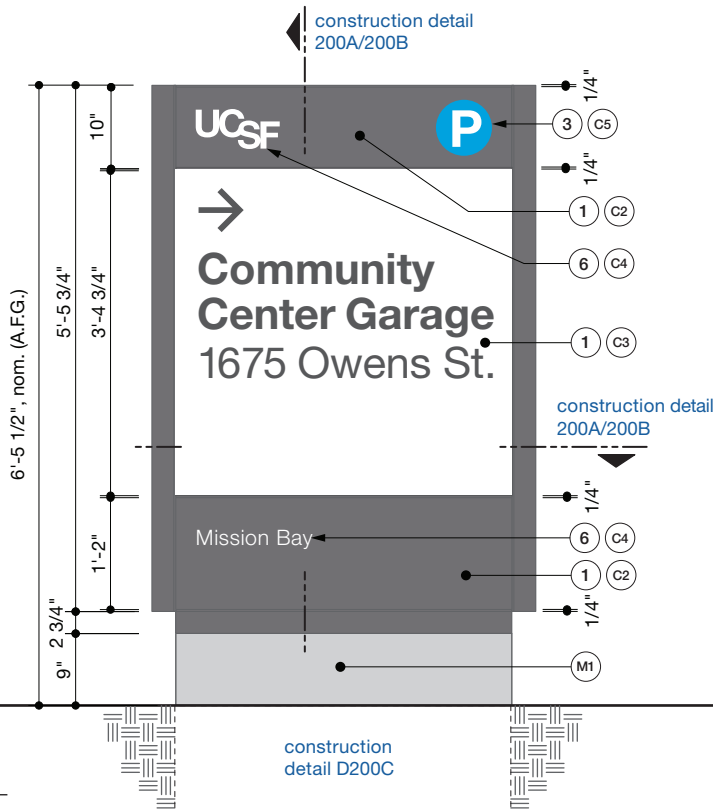 construction detail
200A/200B
1/4"
10"
UCSF
P
3 C5
1/4"
1 C2
→
6 C4
Community
Center Garage
1675 Owens St.
1 C3
6'-5 1/2", nom. (A.F.G.)
5'-5 3/4"
3'-4 3/4"
construction detail
200A/200B
1/4"
Mission Bay
6 C4
1'-2"
1 C2
1/4"
2 3/4"
9"
M1
construction
detail D200C